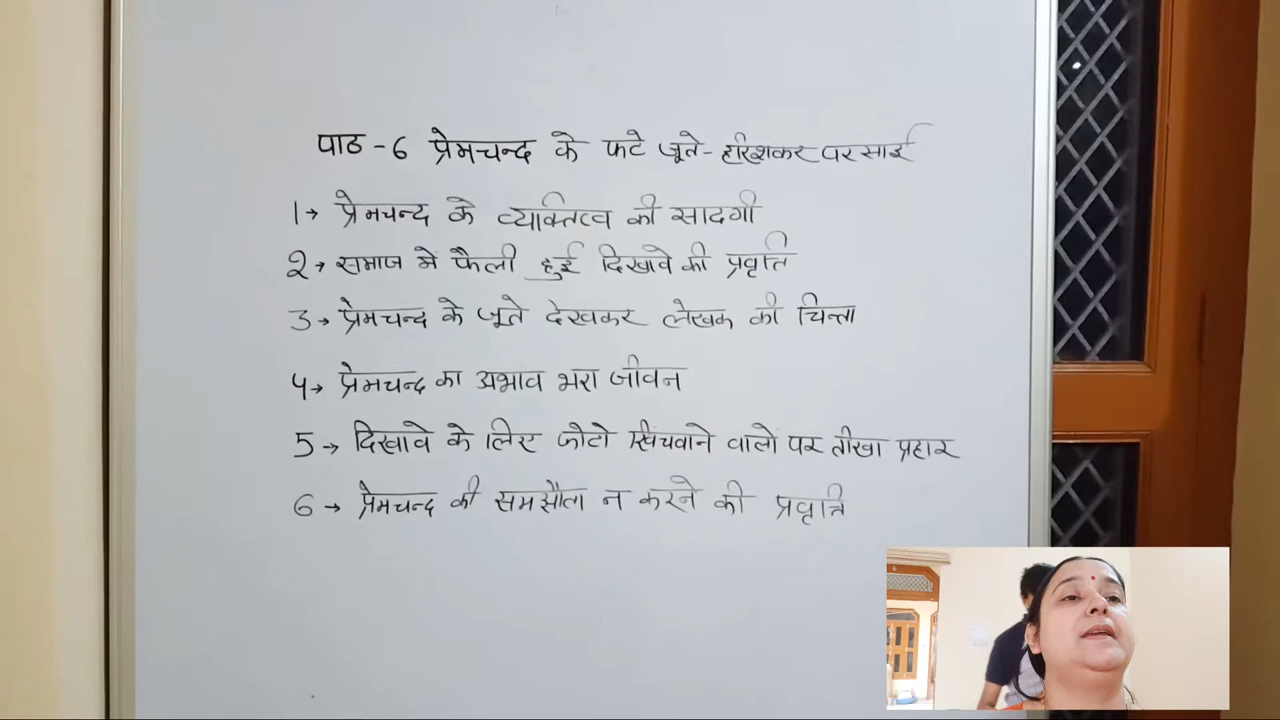 पाठ - 6 प्रेमचन्द के फटे जूते - हरिशंकर परसाई
1→ प्रेमचन्द के व्यक्तित्व की सादगी
2→ समाज में फैली हुई दिखावे की प्रवृत्ति
3→ प्रेमचन्द के जूते देखकर लेखक की चिन्ता
4→ प्रेमचन्द का अभाव भरा जीवन
5→ दिखावे के लिए फोटो खिंचवाने वालो पर तीखा प्रहार
6→ प्रेमचन्द की समझौता न करने की प्रवृत्ति